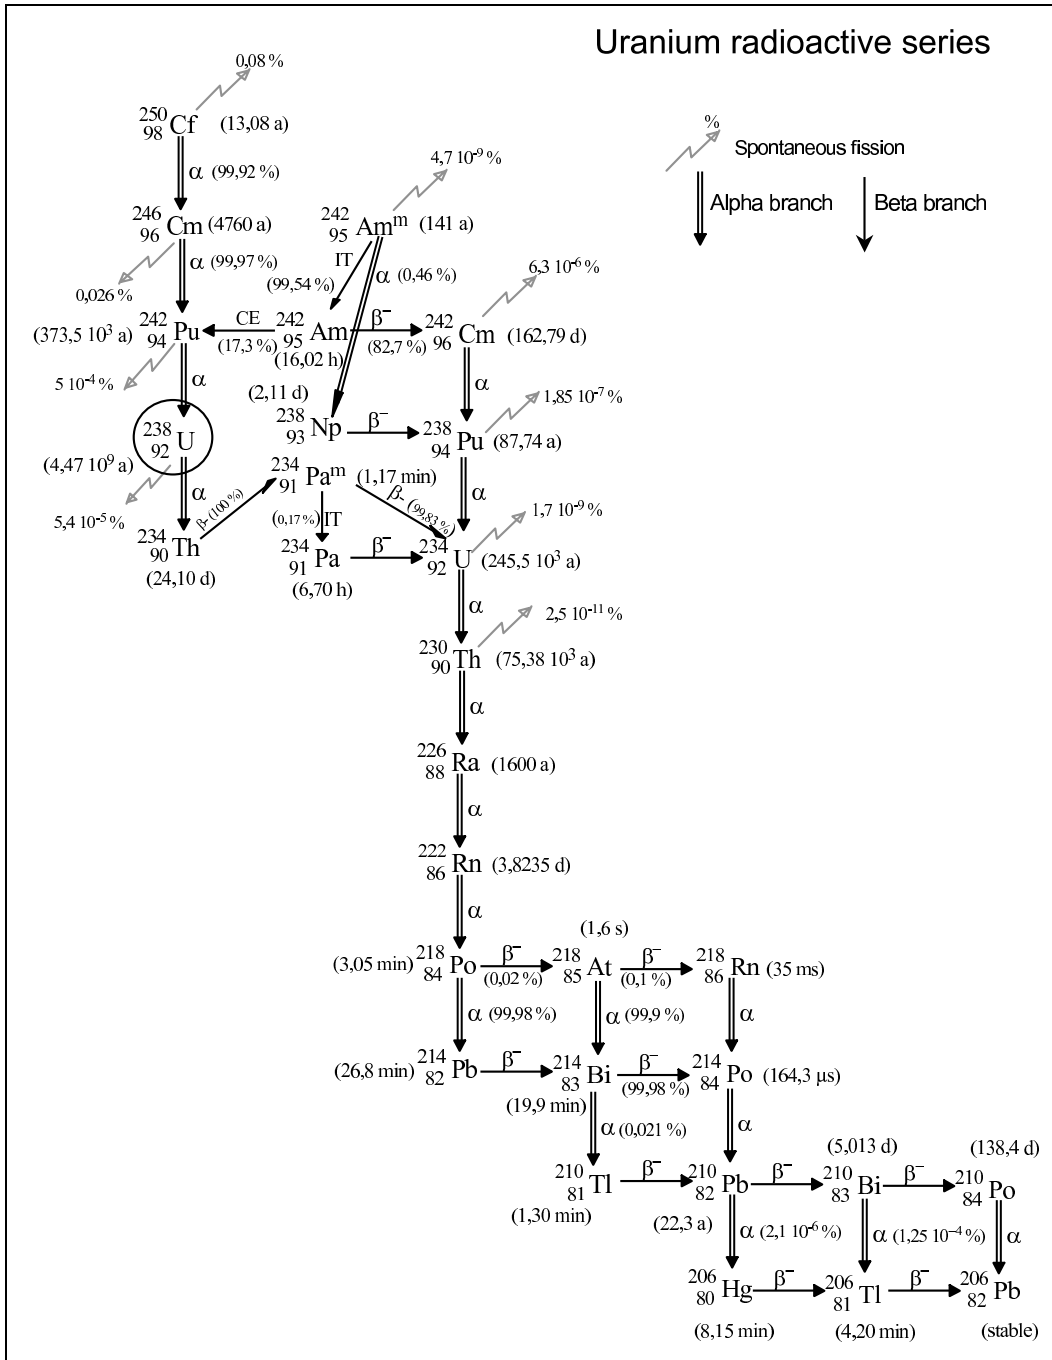 Uranium radioactive series
0,08 %
250
98 Cf (13,08 a)
α (99,92 %)
%
Spontaneous fission
Alpha branch
Beta branch
4,7 10-9 %
246
96 Cm (4760 a)
242
95 Amm (141 a)
α (99,97 %)
IT
(99,54 %)
α (0,46 %)
0,026 %
6,3 10-6 %
(373,5 103 a) 242
94 Pu
CE
(17,3 %)
242
95 Am
(16,02 h)
β−
(82,7 %)
242
96 Cm (162,79 d)
5 10-4 %
α
α
(2,11 d)
1,85 10-7 %
238
92 U
(4,47 109 a)
238
93 Np
β−
238
94 Pu (87,74 a)
5,4 10-5 %
α
β- (100 %)
234
91 Pam (1,17 min)
β- (99,83 %)
α
(0,17 %) IT
1,7 10-9 %
234
90 Th
(24,10 d)
234
91 Pa
(6,70 h)
β−
234
92 U (245,5 103 a)
α
2,5 10-11 %
230
90 Th (75,38 103 a)
α
226
88 Ra (1600 a)
α
222
86 Rn (3,8235 d)
α
(1,6 s)
(3,05 min) 218
84 Po
β−
(0,02 %)
218
85 At
β−
(0,1 %)
218
86 Rn (35 ms)
α (99,98 %)
α (99,9 %)
α
(26,8 min) 214
82 Pb
β−
214
83 Bi
(19,9 min)
β−
(99,98 %)
214
84 Po (164,3 µs)
α (0,021 %)
α
(5,013 d)
(138,4 d)
210
81 Tl
(1,30 min)
β−
210
82 Pb
(22,3 a)
β−
210
83 Bi
β−
210
84 Po
α (2,1 10-6 %)
α (1,25 10−4 %)
α
206
80 Hg
(8,15 min)
β−
206
81 Tl
(4,20 min)
β−
206
82 Pb
(stable)